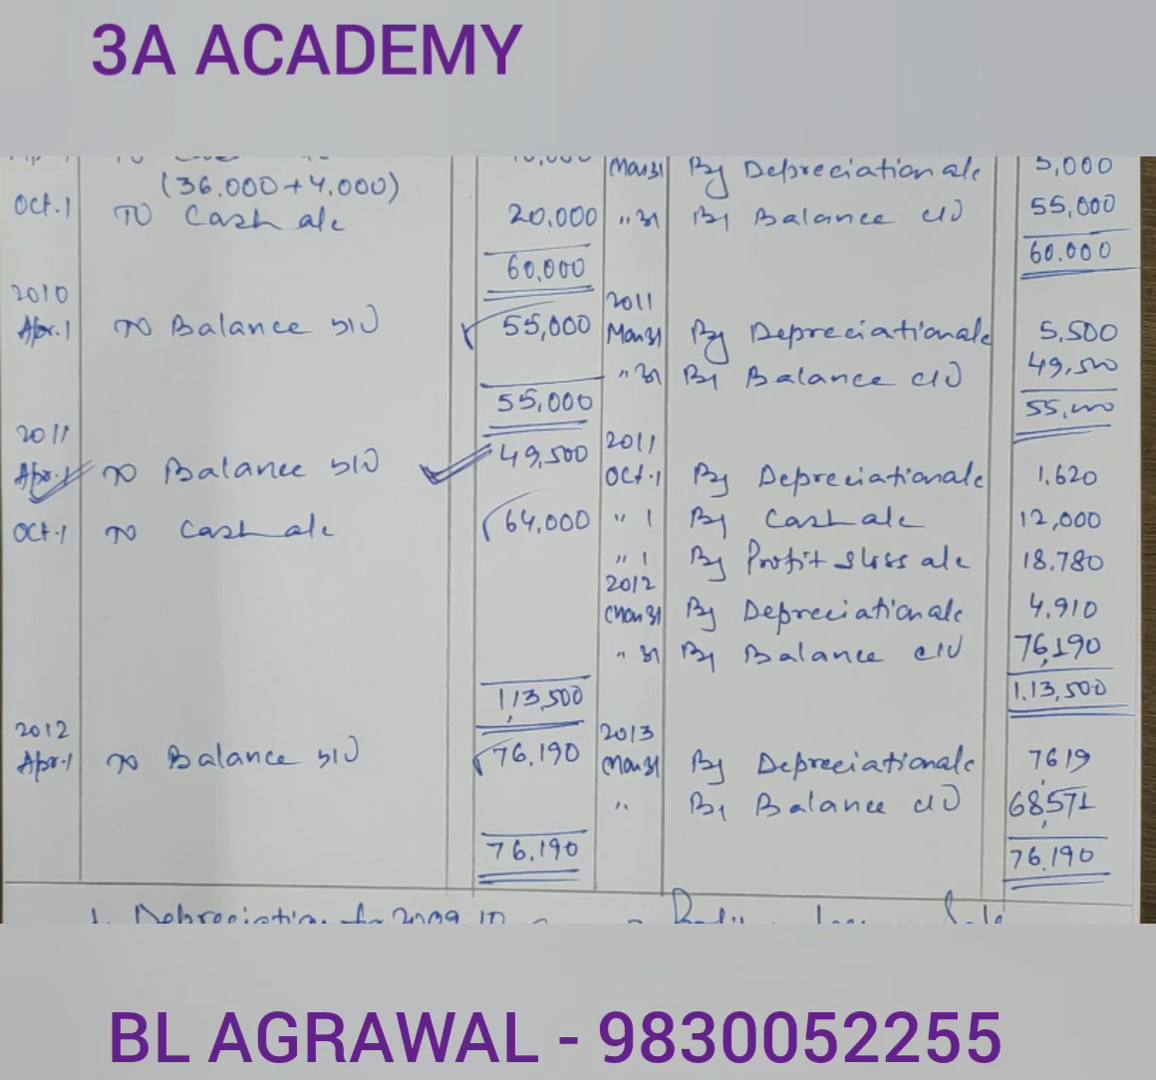 3A ACADEMY
(36.000+4.000) Mar31 By Depreciation a/c 5,000
Oct.1 To Cash a/c 20,000 ,, 31 By Balance c/d 55,000
60,000 60.000
2010 2011
Apr.1 To Balance b/d 55,000 Mar31 By Depreciation a/c 5,500
,, 31 By Balance c/d 49,500
55,000 55,000
2011 2011
Apr.1 To Balance b/d 49,500 Oct.1 By Depreciation a/c 1.620
Oct.1 To Cash a/c 64,000 ,, 1 By Cash a/c 12,000
,, 1 By Profit & loss a/c 18.780
2012
Mar31 By Depreciation a/c 4.910
,, 31 By Balance c/d 76,190
1,13,500 1.13,500
2012 2013
Apr.1 To Balance b/d 76,190 Mar31 By Depreciation a/c 7619
,, By Balance c/d 68,571
76,190 76,190
1. Depreciation for 2009.10
BL AGRAWAL - 9830052255